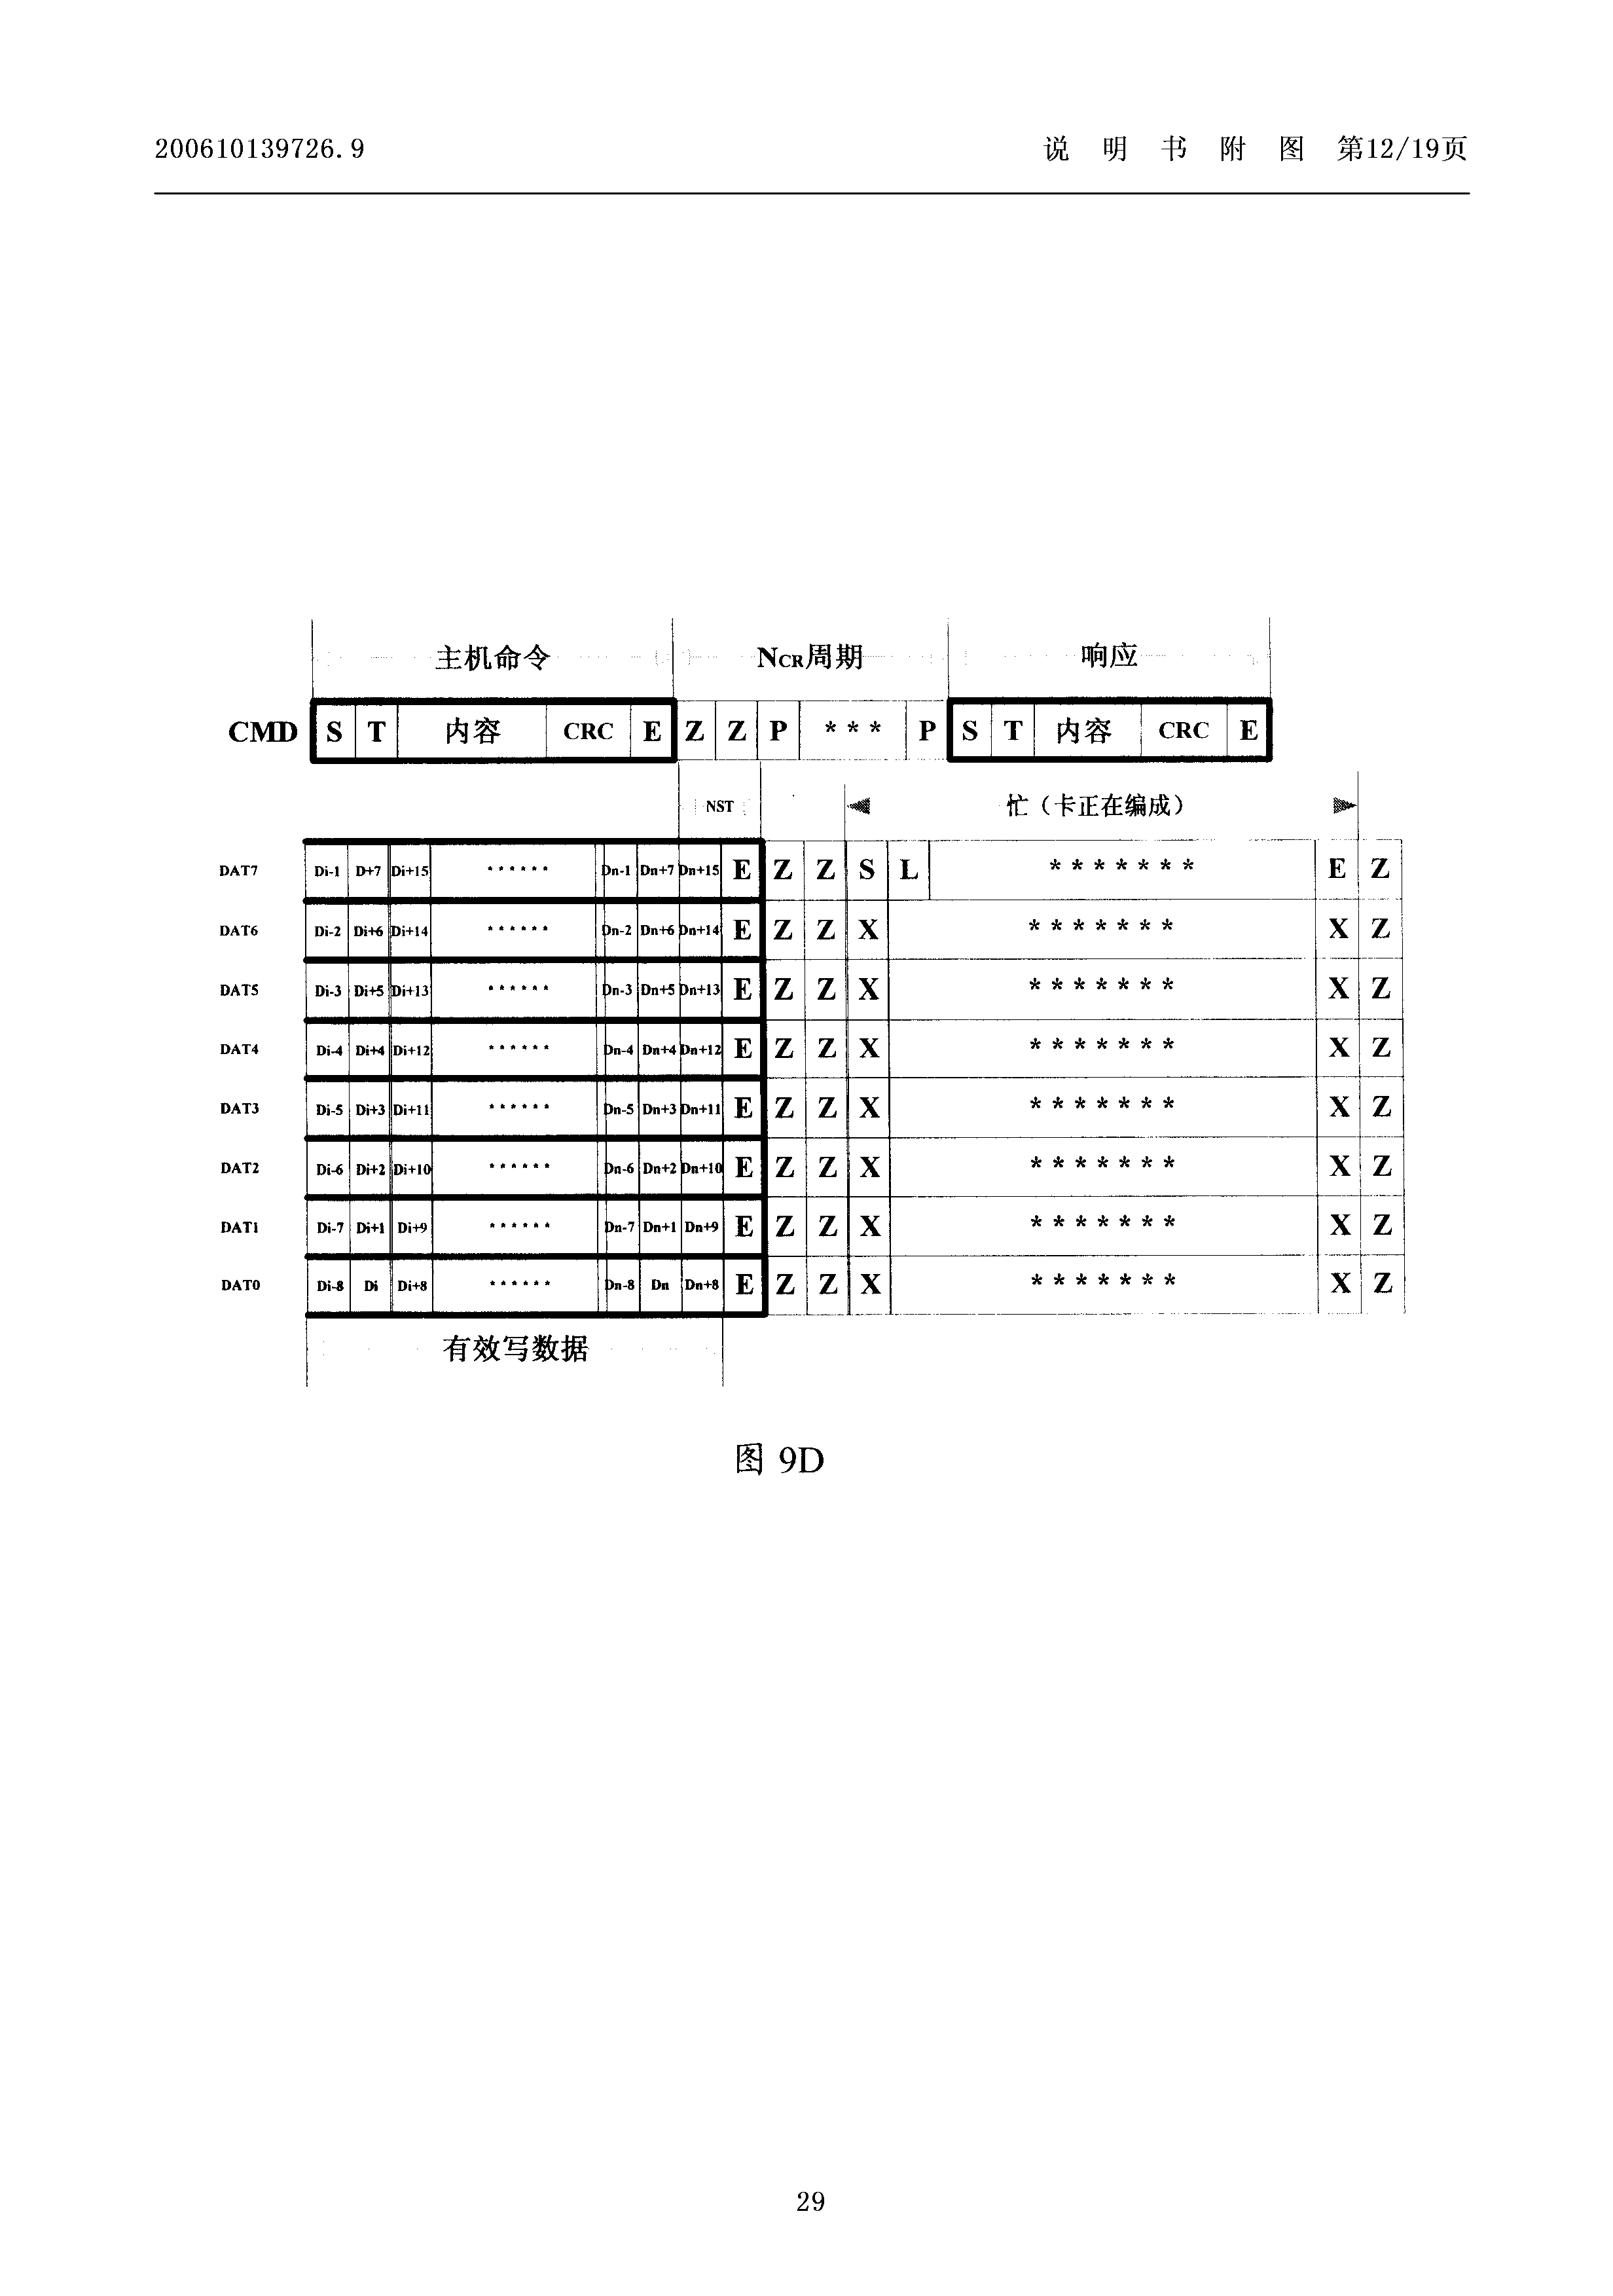 200610139726.9 说 明 书 附 图 第12/19页
主机命令 NCR周期 响应
CMD S T 内容 CRC E Z Z P *** P S T 内容 CRC E
NST 忙（卡正在编成）
DAT7 Di-1 D+7 Di+15 ...... Dn-1 Dn+7 Dn+15 E Z Z S L ******* E Z
DAT6 Di-2 Di+6 Di+14 ...... Dn-2 Dn+6 Dn+14 E Z Z X ******* X Z
DAT5 Di-3 Di+5 Di+13 ...... Dn-3 Dn+5 Dn+13 E Z Z X ******* X Z
DAT4 Di-4 Di+4 Di+12 ...... Dn-4 Dn+4 Dn+12 E Z Z X ******* X Z
DAT3 Di-5 Di+3 Di+11 ...... Dn-5 Dn+3 Dn+11 E Z Z X ******* X Z
DAT2 Di-6 Di+2 Di+10 ...... Dn-6 Dn+2 Dn+10 E Z Z X ******* X Z
DAT1 Di-7 Di+1 Di+9 ...... Dn-7 Dn+1 Dn+9 E Z Z X ******* X Z
DAT0 Di-8 Di Di+8 ...... Dn-8 Dn Dn+8 E Z Z X ******* X Z
有效写数据
图 9D
29